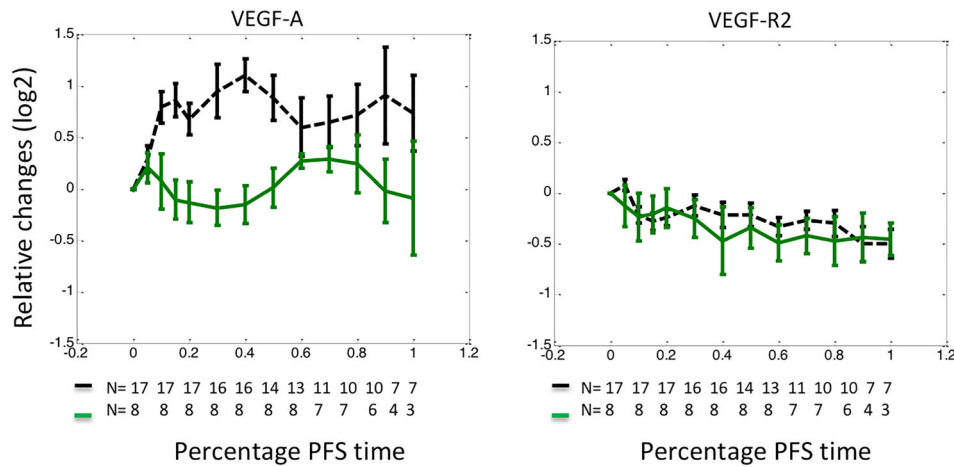 VEGF-A
VEGF-R2
Relative changes (log2)
1.5
1
0.5
0
-0.5
-1
-1.5
-0.2 0 0.2 0.4 0.6 0.8 1 1.2
1.5
1
0.5
0
-0.5
-1
-1.5
-0.2 0 0.2 0.4 0.6 0.8 1 1.2
N= 17 17 17 16 16 14 13 11 10 10 7 7
N= 8 8 8 8 8 8 8 7 7 6 4 3
N= 17 17 17 16 16 14 13 11 10 10 7 7
N= 8 8 8 8 8 8 8 7 7 6 4 3
Percentage PFS time
Percentage PFS time